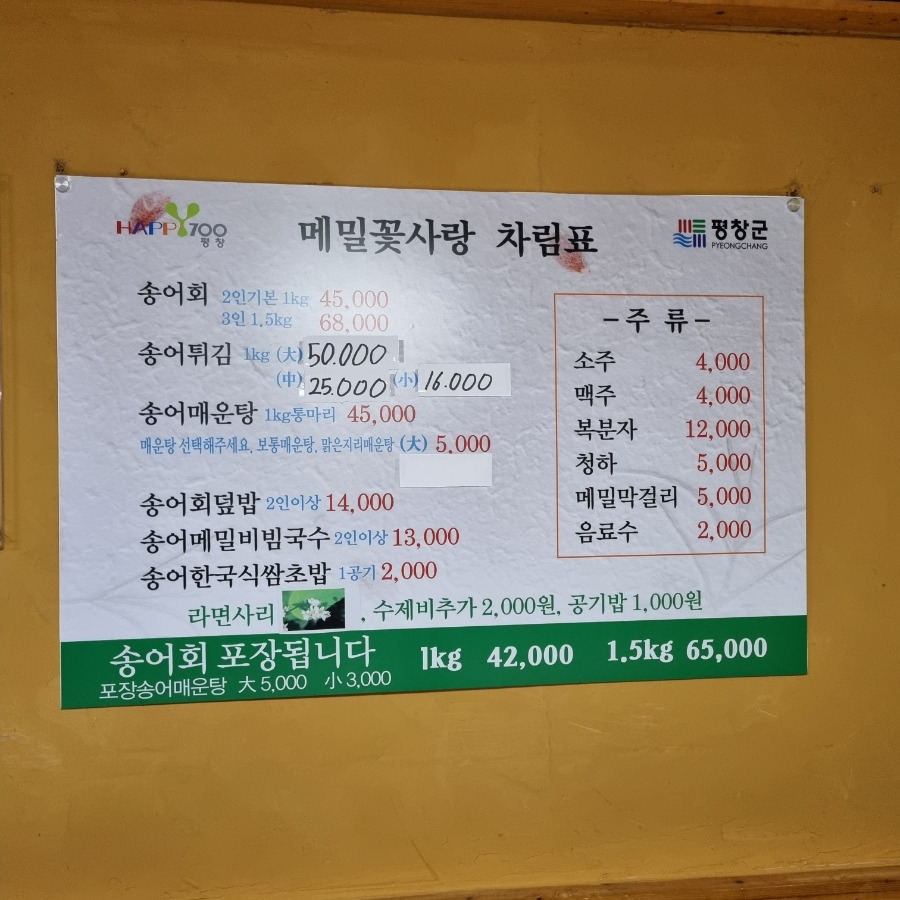 HAPPY700
평창
메밀꽃사랑 차림표
평창군
PYEONGCHANG
송어회 2인기본 1kg 45,000
3인 1.5kg 68,000
송어튀김 1kg (大) 50.000
(中) 25.000 (小) 16.000
송어매운탕 1kg통마리 45,000
매운탕 선택해주세요. 보통매운탕, 맑은지리매운탕 (大) 5,000
송어회덮밥 2인이상 14,000
송어메밀비빔국수 2인이상 13,000
송어한국식쌈초밥 1공기 2,000
라면사리 , 수제비추가 2,000원, 공기밥 1,000원
-주 류-
소주 4,000
맥주 4,000
복분자 12,000
청하 5,000
메밀막걸리 5,000
음료수 2,000
송어회 포장됩니다 1kg 42,000 1.5kg 65,000
포장송어매운탕 大 5,000 小 3,000